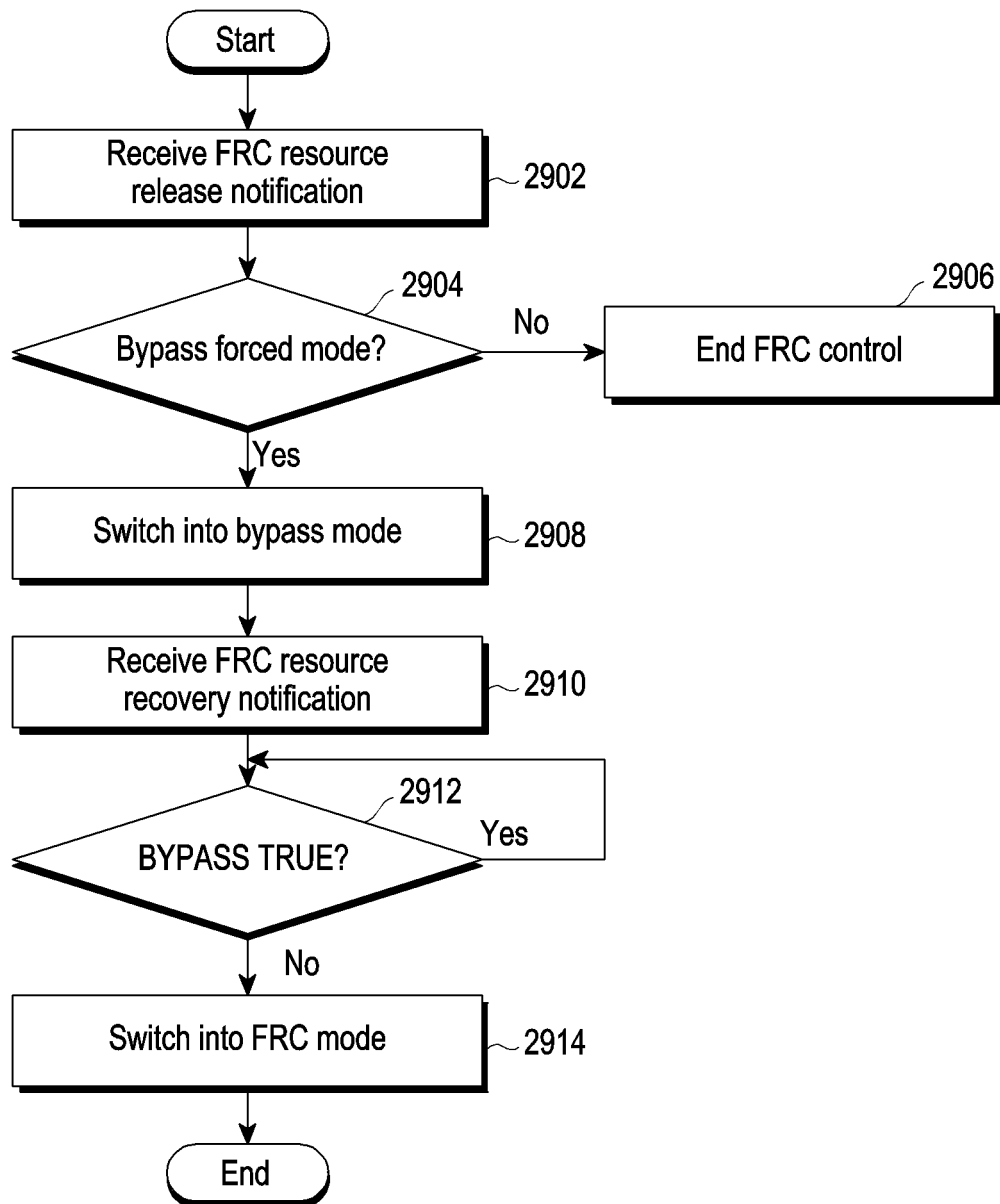 Start
Receive FRC resource
release notification
2902
2904
Bypass forced mode?
No
2906
End FRC control
Yes
Switch into bypass mode
2908
Receive FRC resource
recovery notification
2910
2912
BYPASS TRUE?
Yes
No
Switch into FRC mode
2914
End